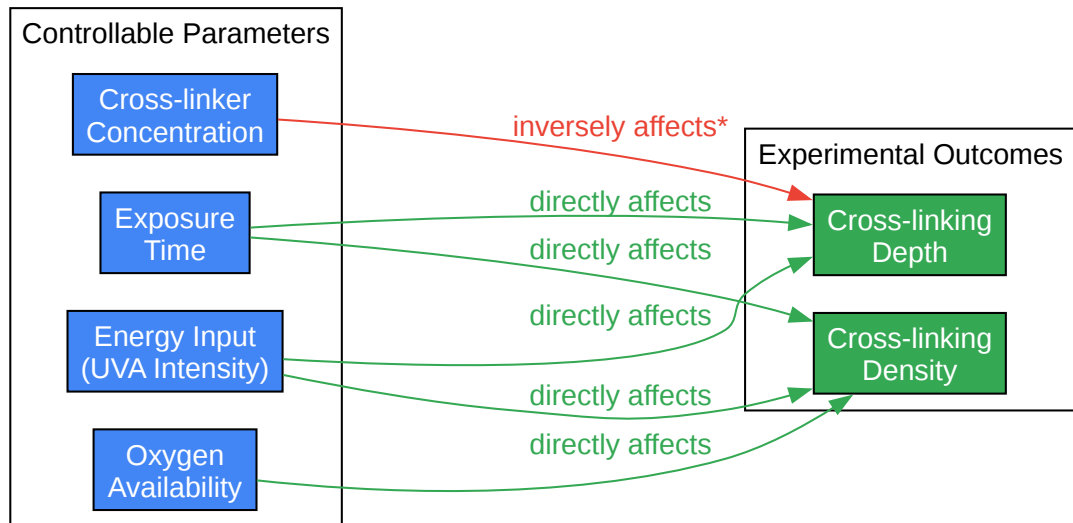 Controllable Parameters
Cross-linker
Concentration
Exposure
Time
Energy Input
(UVA Intensity)
Oxygen
Availability
inversely affects*
directly affects
directly affects
directly affects
directly affects
directly affects
Experimental Outcomes
Cross-linking
Depth
Cross-linking
Density